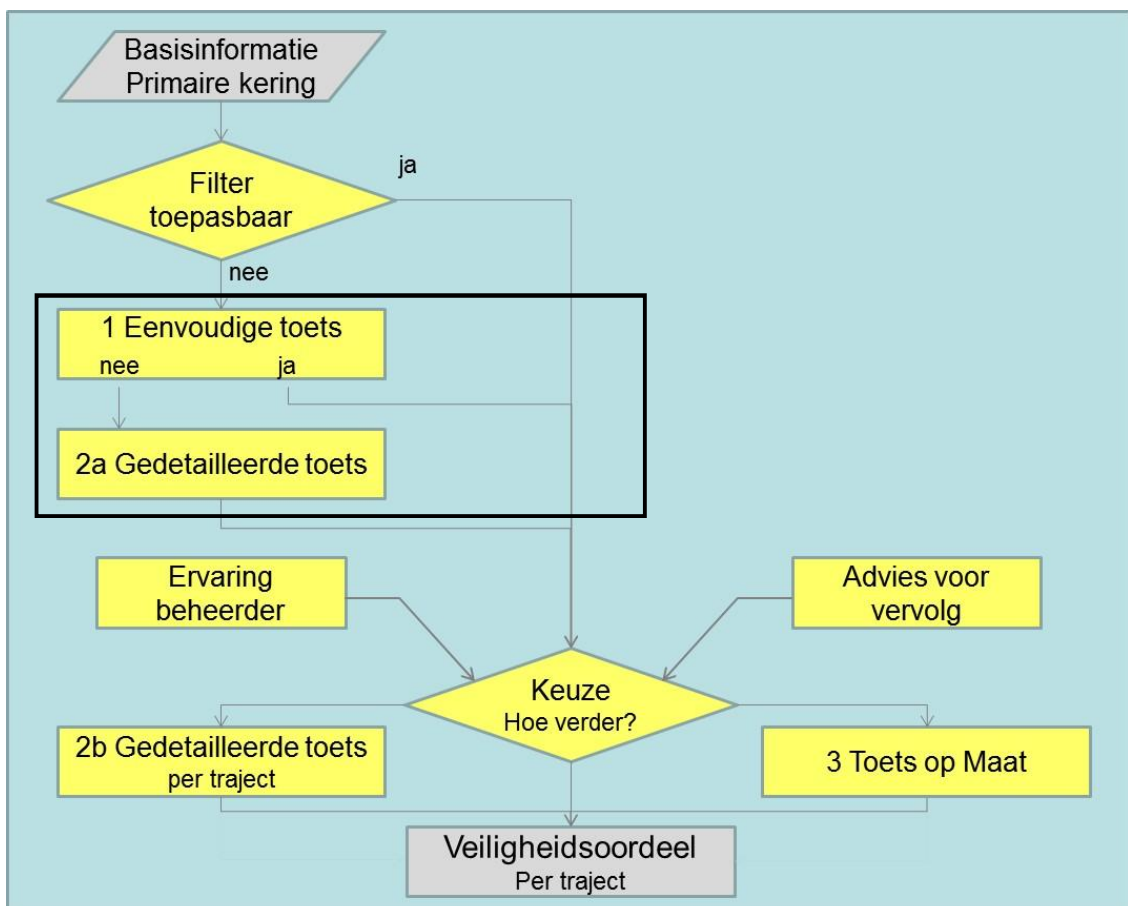 Basisinformatie
Primaire kering
ja
Filter
toepasbaar
nee
1 Eenvoudige toets
nee ja
2a Gedetailleerde toets
Ervaring
beheerder
Advies voor
vervolg
Keuze
Hoe verder?
2b Gedetailleerde toets
per traject
3 Toets op Maat
Veiligheidsoordeel
Per traject